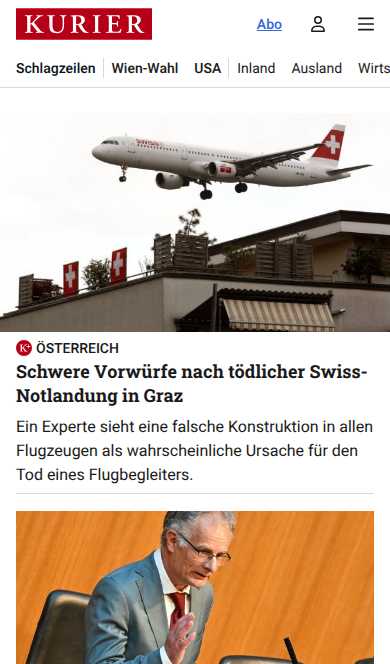 KURIER
Abo
Schlagzeilen Wien-Wahl USA Inland Ausland Wirts
K+ ÖSTERREICH
Schwere Vorwürfe nach tödlicher Swiss-
Notlandung in Graz
Ein Experte sieht eine falsche Konstruktion in allen
Flugzeugen als wahrscheinliche Ursache für den
Tod eines Flugbegleiters.